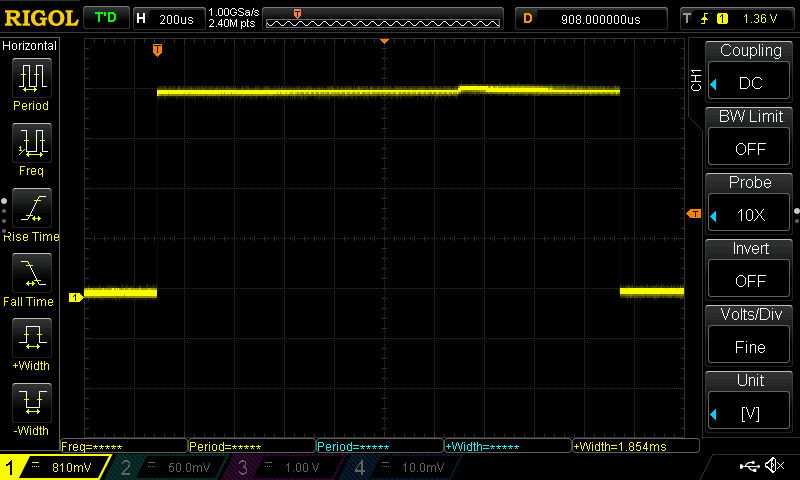 RIGOL T'D H 200us 1.00GSa/s 2.40M pts T D 908.000000us T 1 1.36 V
Horizontal
Period
Freq
Rise Time
Fall Time
+Width
-Width
T
T
1
CH1
Coupling
DC
BW Limit
OFF
Probe
10X
Invert
OFF
Volts/Div
Fine
Unit
[V]
Freq=***** Period=***** Period=***** +Width=***** +Width=1.854ms
1 810mV 2 50.0mV 3 1.00 V 4 10.0mV